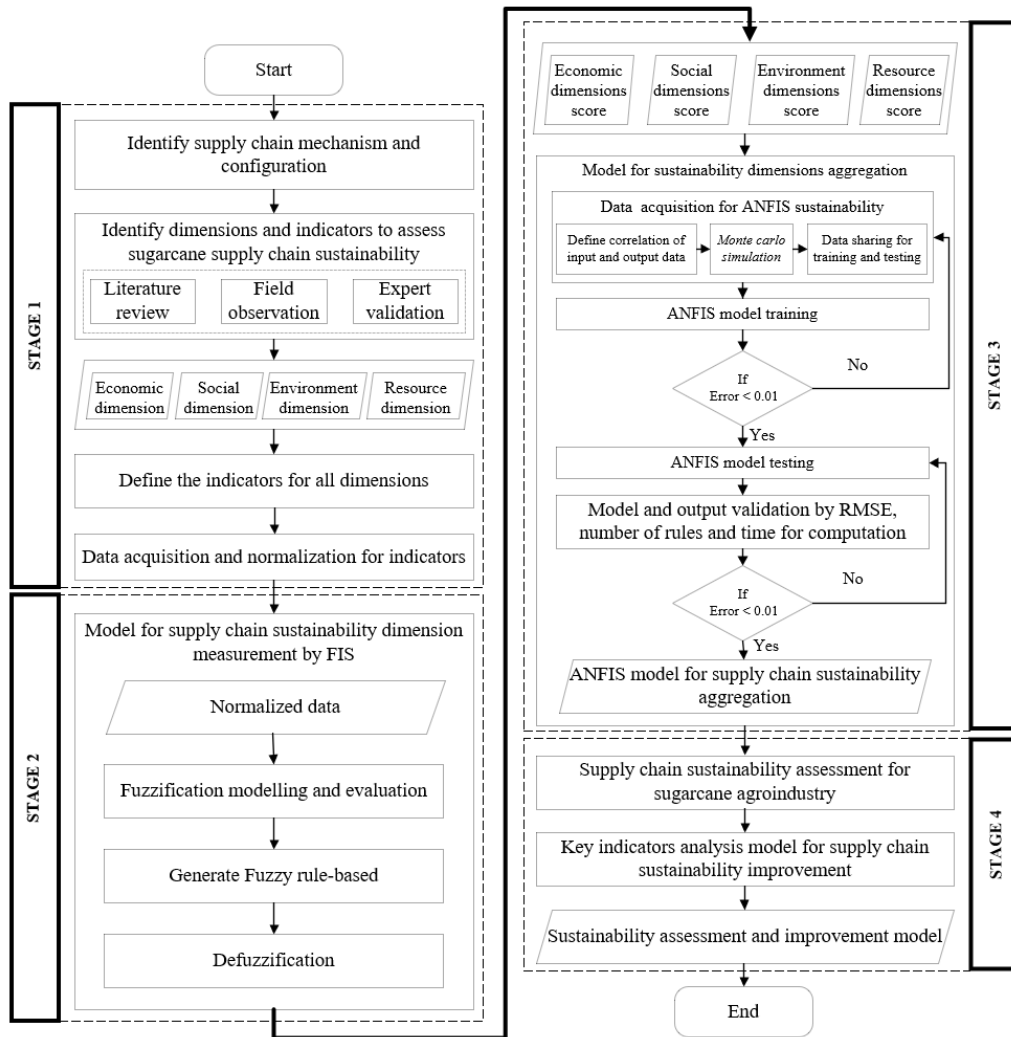 Start
STAGE 1
Identify supply chain mechanism and
configuration
Identify dimensions and indicators to assess
sugarcane supply chain sustainability
Literature
review
Field
observation
Expert
validation
Economic
dimension
Social
dimension
Environment
dimension
Resource
dimension
Define the indicators for all dimensions
Data acquisition and normalization for indicators
STAGE 2
Model for supply chain sustainability dimension
measurement by FIS
Normalized data
Fuzzification modelling and evaluation
Generate Fuzzy rule-based
Defuzzification
STAGE 3
Economic
dimensions
score
Social
dimensions
score
Environment
dimensions
score
Resource
dimensions
score
Model for sustainability dimensions aggregation
Data acquisition for ANFIS sustainability
Define correlation of
input and output data
Monte carlo
simulation
Data sharing for
training and testing
ANFIS model training
If
Error < 0.01
No
Yes
ANFIS model testing
Model and output validation by RMSE,
number of rules and time for computation
If
Error < 0.01
No
Yes
ANFIS model for supply chain sustainability
aggregation
STAGE 4
Supply chain sustainability assessment for
sugarcane agroindustry
Key indicators analysis model for supply chain
sustainability improvement
Sustainability assessment and improvement model
End